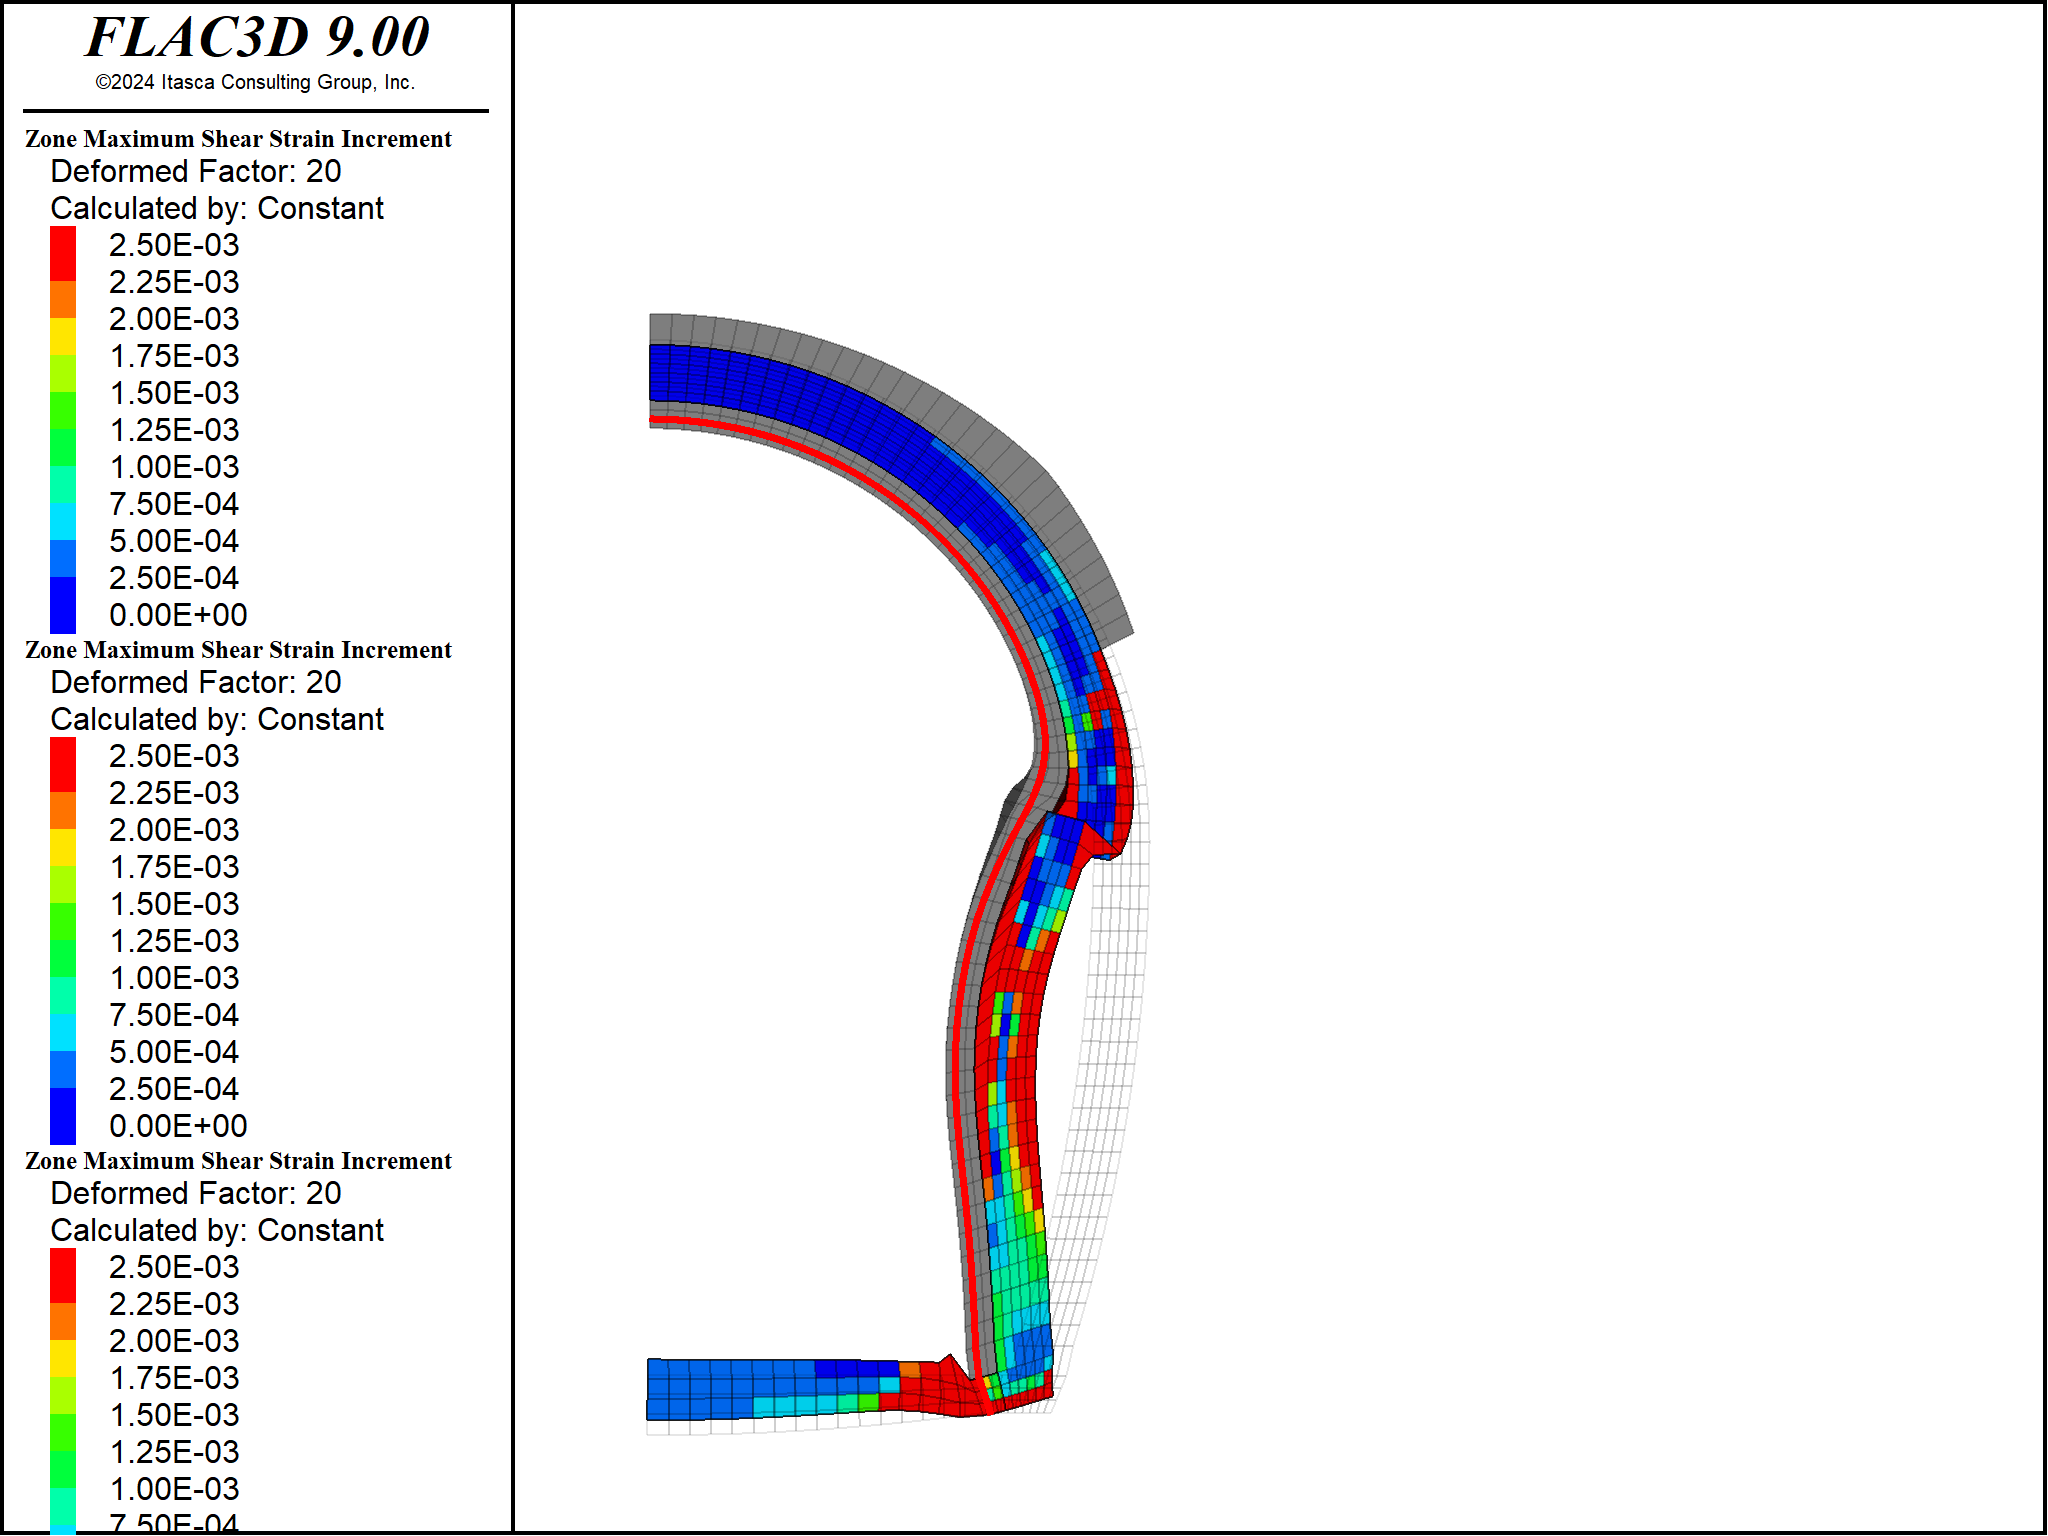 FLAC3D 9.00
©2024 Itasca Consulting Group, Inc.
Zone Maximum Shear Strain Increment
Deformed Factor: 20
Calculated by: Constant
2.50E-03
2.25E-03
2.00E-03
1.75E-03
1.50E-03
1.25E-03
1.00E-03
7.50E-04
5.00E-04
2.50E-04
0.00E+00
Zone Maximum Shear Strain Increment
Deformed Factor: 20
Calculated by: Constant
2.50E-03
2.25E-03
2.00E-03
1.75E-03
1.50E-03
1.25E-03
1.00E-03
7.50E-04
5.00E-04
2.50E-04
0.00E+00
Zone Maximum Shear Strain Increment
Deformed Factor: 20
Calculated by: Constant
2.50E-03
2.25E-03
2.00E-03
1.75E-03
1.50E-03
1.25E-03
1.00E-03
7.50E-04